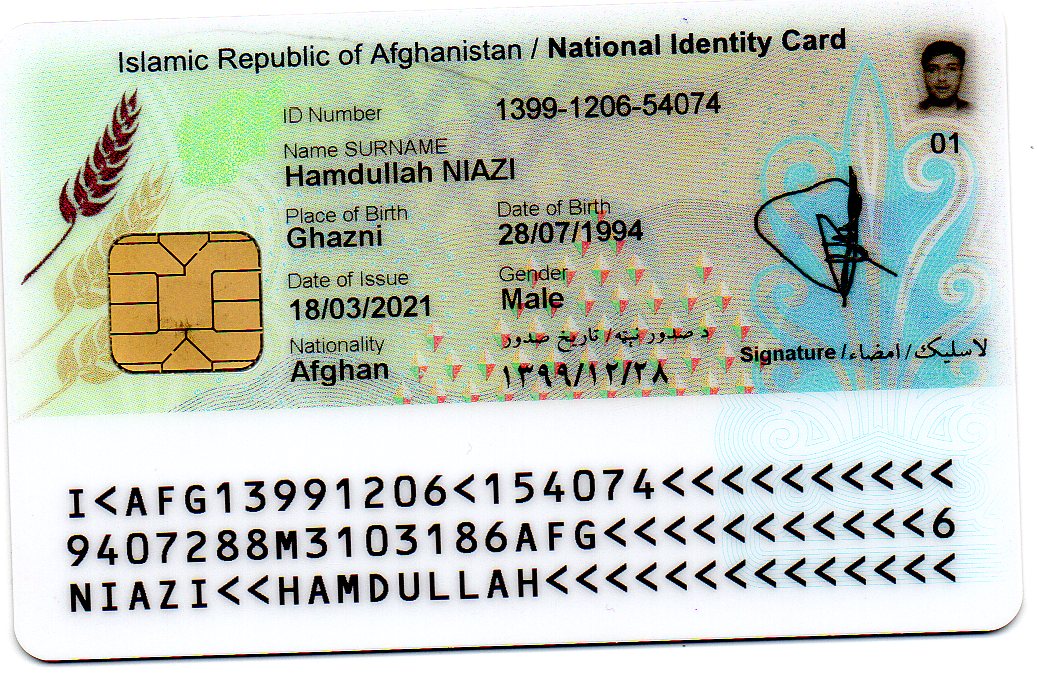 Islamic Republic of Afghanistan / National Identity Card
ID Number 1399-1206-54074
01
Name SURNAME
Hamdullah NIAZI
Place of Birth Date of Birth
Ghazni 28/07/1994
Date of Issue Gender
18/03/2021 Male
د صدور نېټه/ تاریخ صدور
Nationality
Signature / امضاء / لاسلیک
Afghan ۱۳۹۹/۱۲/۲۸
I<AFG13991206<154074<<<<<<<<<<
9407288M3103186AFG<<<<<<<<<<<6
NIAZI<<HAMDULLAH<<<<<<<<<<<<<<